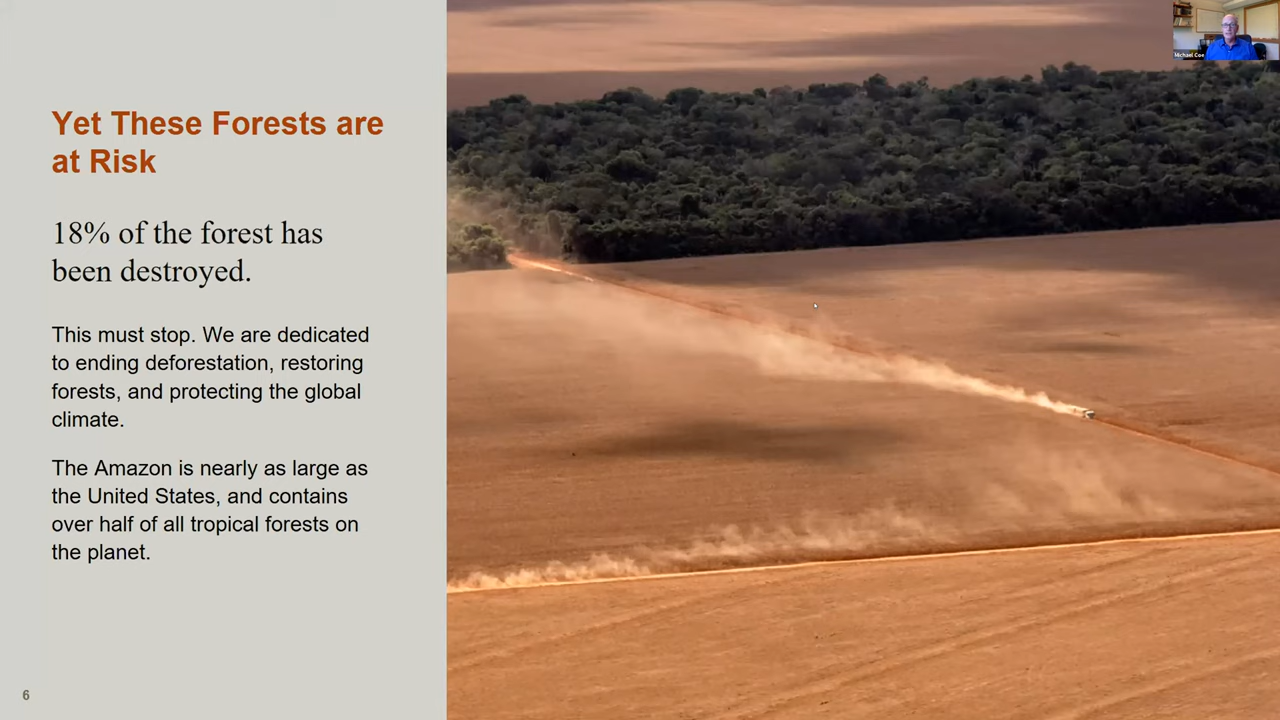 Yet These Forests are
at Risk
18% of the forest has
been destroyed.
This must stop. We are dedicated
to ending deforestation, restoring
forests, and protecting the global
climate.
The Amazon is nearly as large as
the United States, and contains
over half of all tropical forests on
the planet.
6
Michael Coe